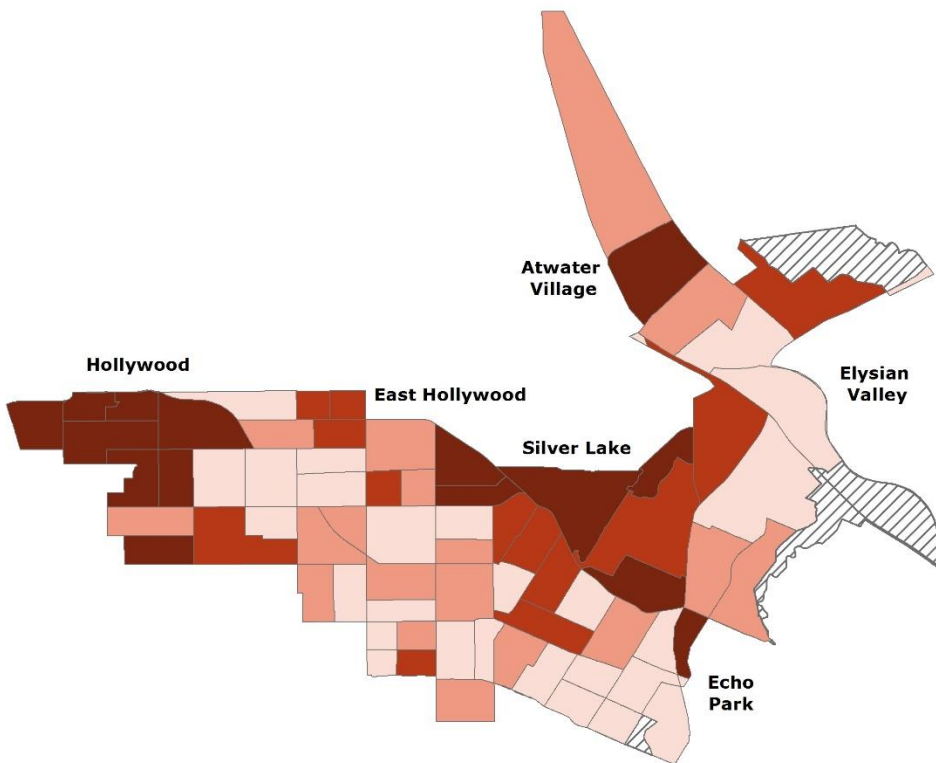 Atwater
Village
Hollywood
East Hollywood
Elysian
Valley
Silver Lake
Echo
Park